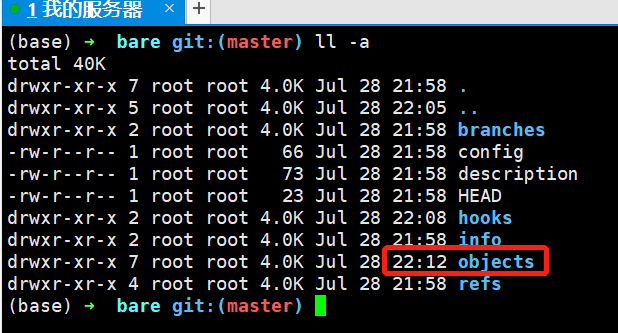 1 我的服务器 × +
(base) → bare git:(master) ll -a
total 40K
drwxr-xr-x 7 root root 4.0K Jul 28 21:58 .
drwxr-xr-x 5 root root 4.0K Jul 28 22:05 ..
drwxr-xr-x 2 root root 4.0K Jul 28 21:58 branches
-rw-r--r-- 1 root root   66 Jul 28 21:58 config
-rw-r--r-- 1 root root   73 Jul 28 21:58 description
-rw-r--r-- 1 root root   23 Jul 28 21:58 HEAD
drwxr-xr-x 2 root root 4.0K Jul 28 22:08 hooks
drwxr-xr-x 2 root root 4.0K Jul 28 21:58 info
drwxr-xr-x 7 root root 4.0K Jul 28 22:12 objects
drwxr-xr-x 4 root root 4.0K Jul 28 21:58 refs
(base) → bare git:(master)